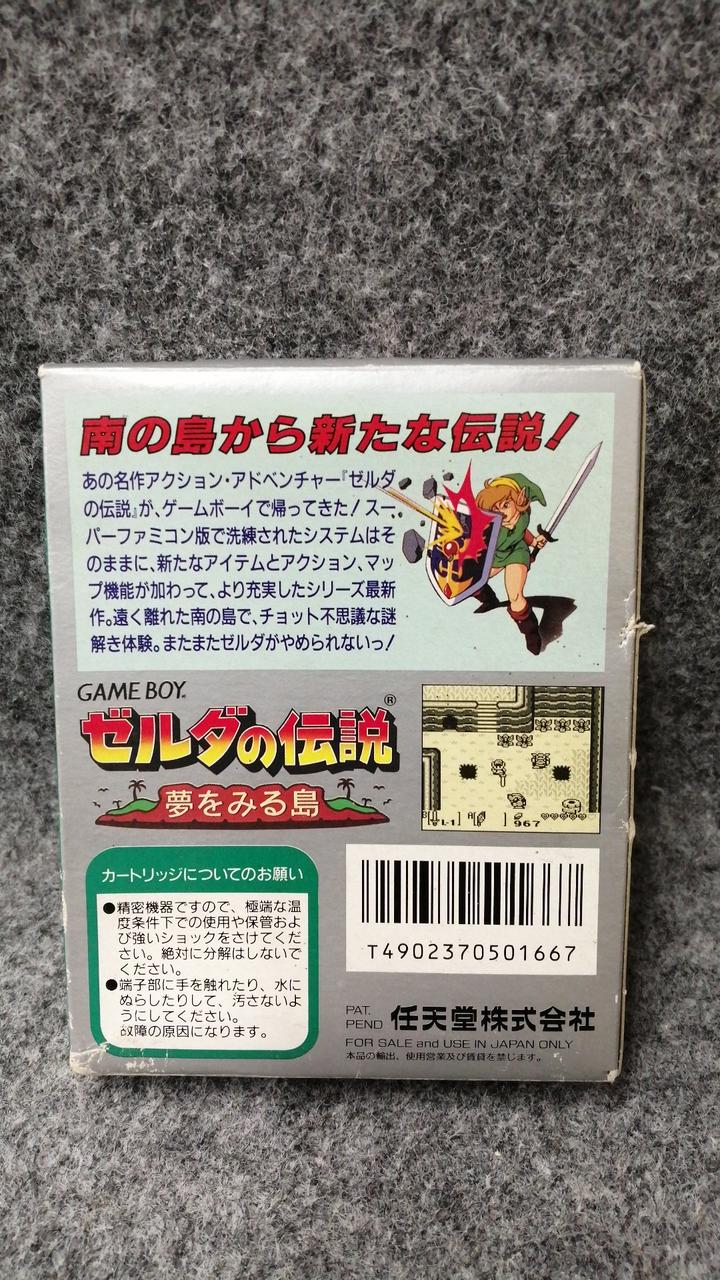 南の島から新たな伝説!
あの名作アクション・アドベンチャー『ゼルダ
の伝説』が、ゲームボーイで帰ってきた!スー
パーファミコン版で洗練されたシステムはそ
のままに、新たなアイテムとアクション、マッ
プ機能が加わって、より充実したシリーズ最新
作。遠く離れた南の島で、チョット不思議な謎
解き体験。またまたゼルダがやめられないっ!
GAME BOY
ゼルダの伝説®
夢をみる島
B L-1 A 967
カートリッジについてのお願い
●精密機器ですので、極端な温
度条件下での使用や保管およ
び強いショックをさけてくだ
さい。絶対に分解はしないで
ください。
●端子部に手を触れたり、水に
ぬらしたりして、汚さないよ
うにしてください。
故障の原因になります。
T4902370501667
PAT.
PEND 任天堂株式会社
FOR SALE and USE IN JAPAN ONLY
本品の輸出、使用営業及び賃貸を禁じます。